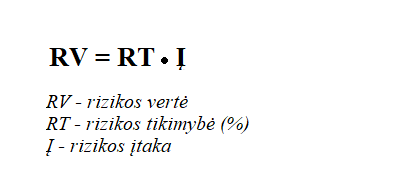 RV = RT • Į
RV - rizikos vertė
RT - rizikos tikimybė (%)
Į - rizikos įtaka